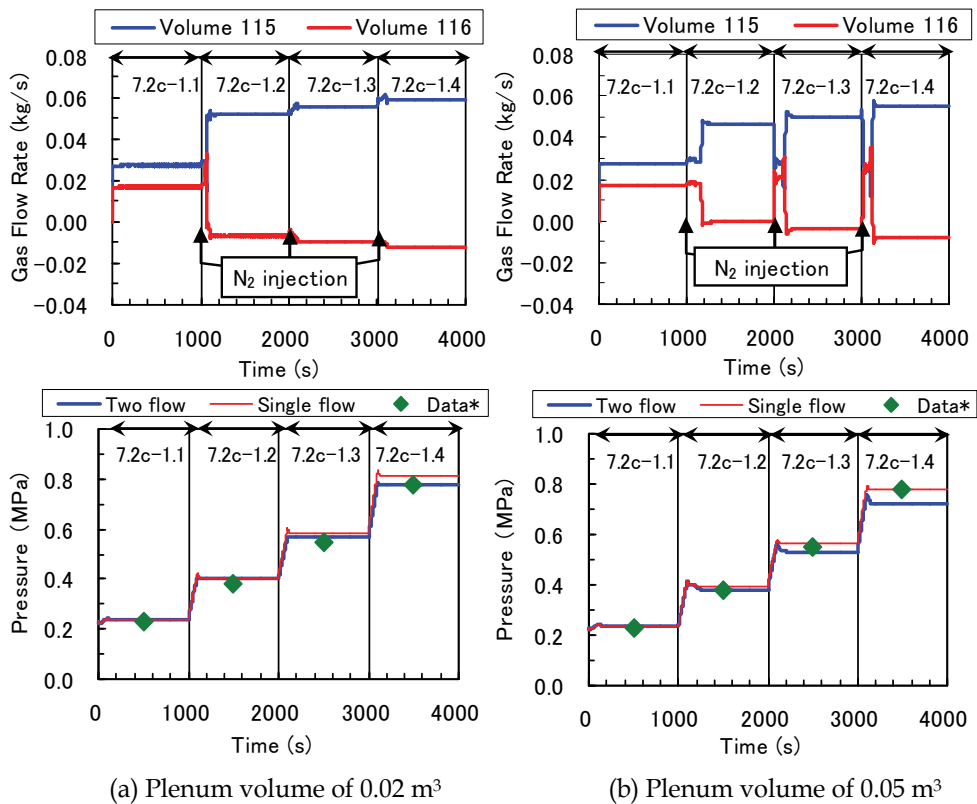 Volume 115 Volume 116
0.08
0.06
0.04
0.02
0.00
−0.02
−0.04
Gas Flow Rate (kg/s)
7.2c−1.1 7.2c−1.2 7.2c−1.3 7.2c−1.4
N₂ injection
0 1000 2000 3000 4000
Time (s)
Volume 115 Volume 116
0.08
0.06
0.04
0.02
0.00
−0.02
−0.04
Gas Flow Rate (kg/s)
7.2c−1.1 7.2c−1.2 7.2c−1.3 7.2c−1.4
N₂ injection
0 1000 2000 3000 4000
Time (s)
Two flow Single flow Data*
1.0
0.8
0.6
0.4
0.2
0.0
Pressure (MPa)
7.2c−1.1 7.2c−1.2 7.2c−1.3 7.2c−1.4
0 1000 2000 3000 4000
Time (s)
(a) Plenum volume of 0.02 m³
Two flow Single flow Data*
1.0
0.8
0.6
0.4
0.2
0.0
Pressure (MPa)
7.2c−1.1 7.2c−1.2 7.2c−1.3 7.2c−1.4
0 1000 2000 3000 4000
Time (s)
(b) Plenum volume of 0.05 m³